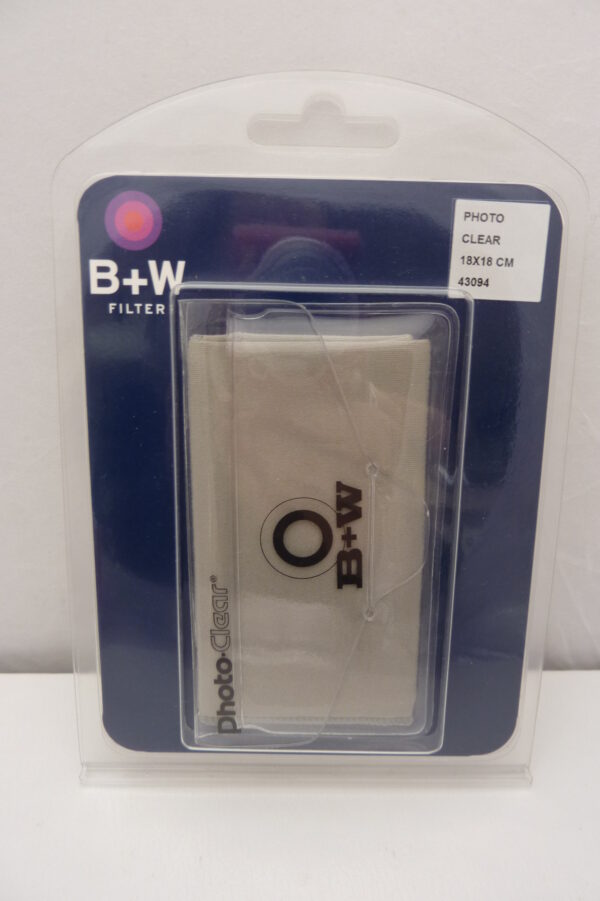 B+W
FILTER
PHOTO
CLEAR
18X18 CM
43094
B+W
Photo·Clear®